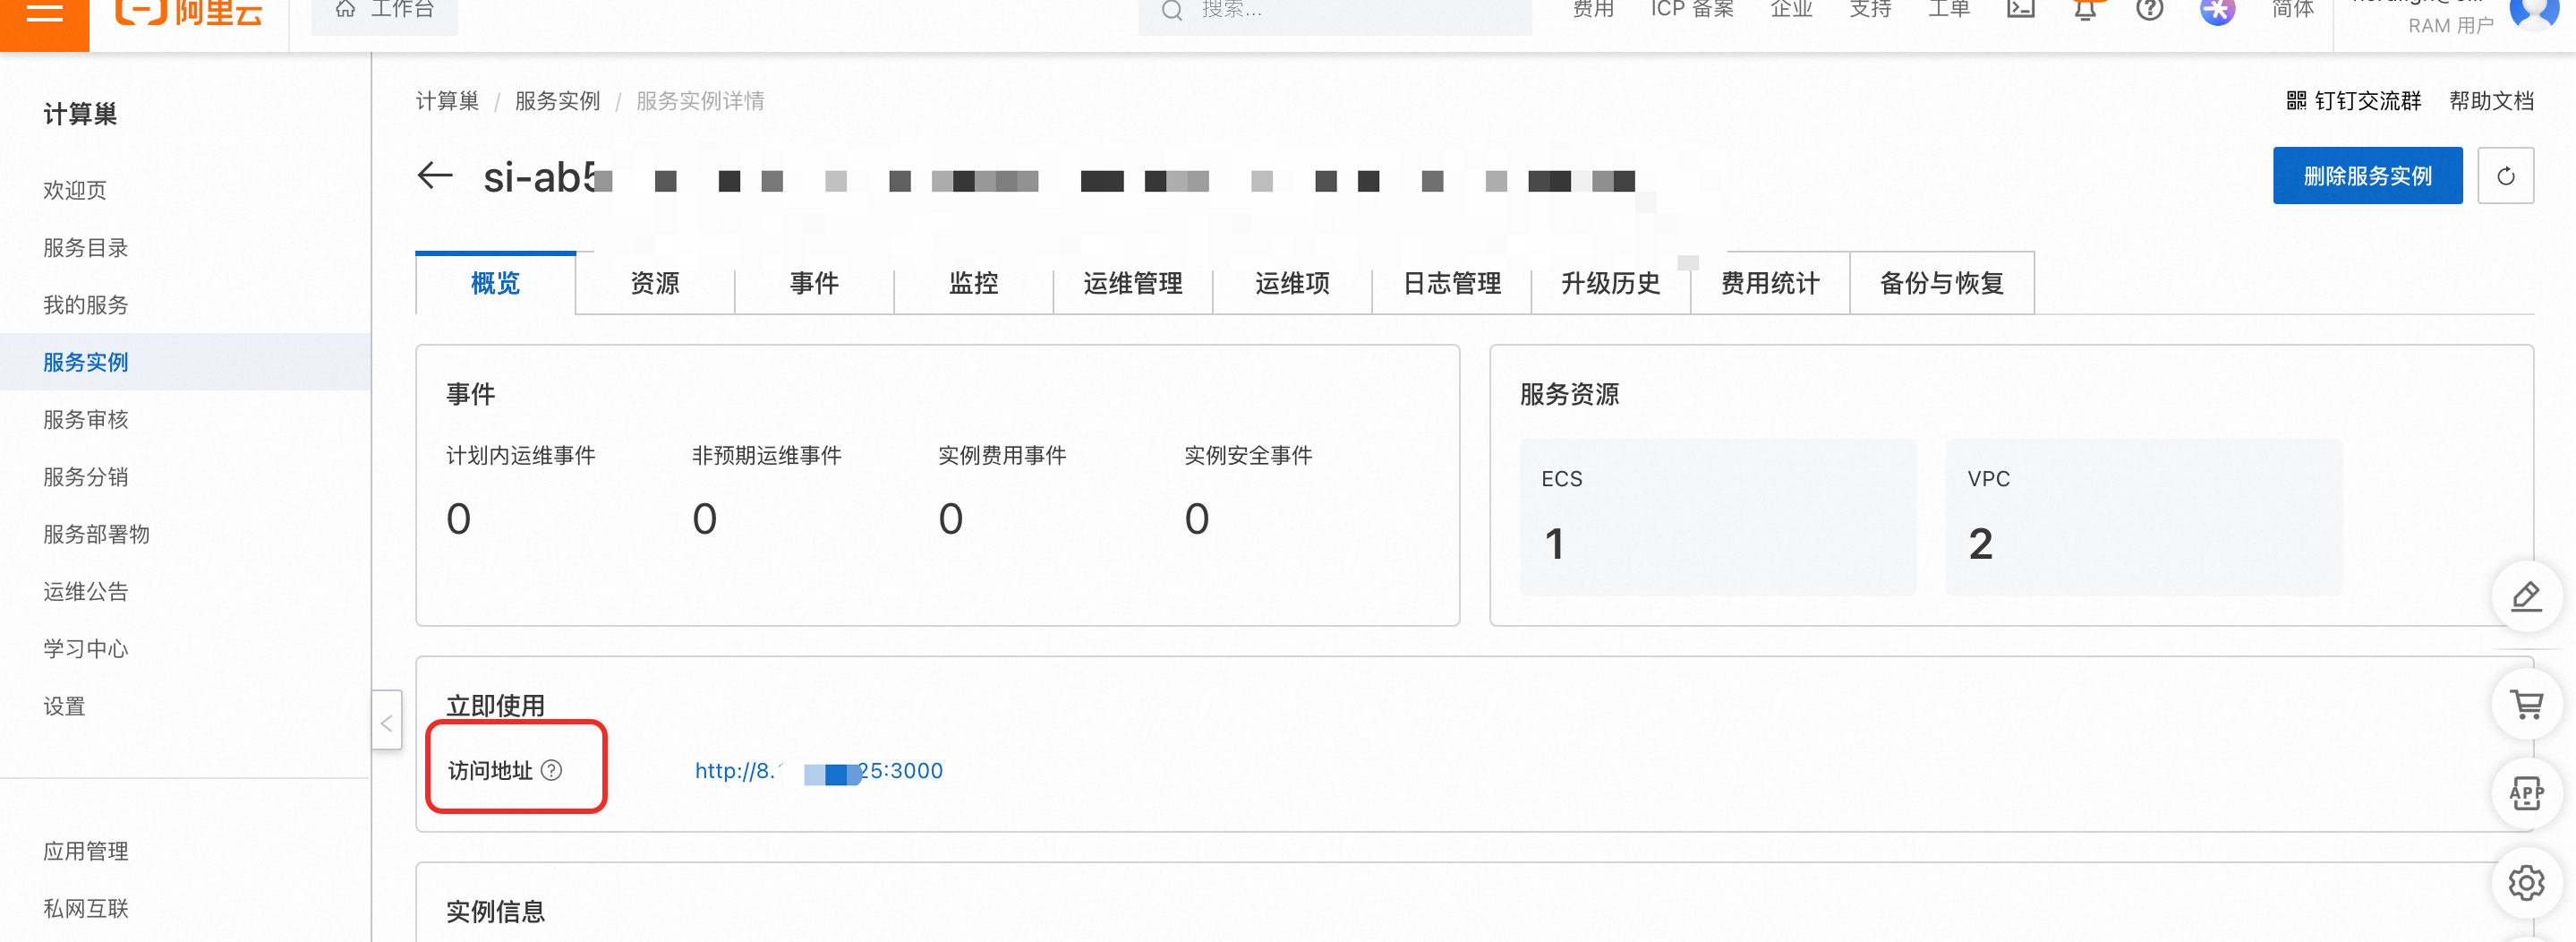 阿里云
工作台
搜索...
费用
ICP 备案
企业
支持
工单
简体
RAM 用户
计算巢
欢迎页
服务目录
我的服务
服务实例
服务审核
服务分销
服务部署物
运维公告
学习中心
设置
应用管理
私网互联
计算巢 / 服务实例 / 服务实例详情
钉钉交流群 帮助文档
si-ab5
删除服务实例
概览 资源 事件 监控 运维管理 运维项 日志管理 升级历史 费用统计 备份与恢复
事件
计划内运维事件 非预期运维事件 实例费用事件 实例安全事件
0 0 0 0
服务资源
ECS VPC
1 2
立即使用
访问地址 http://8. 25:3000
实例信息
APP